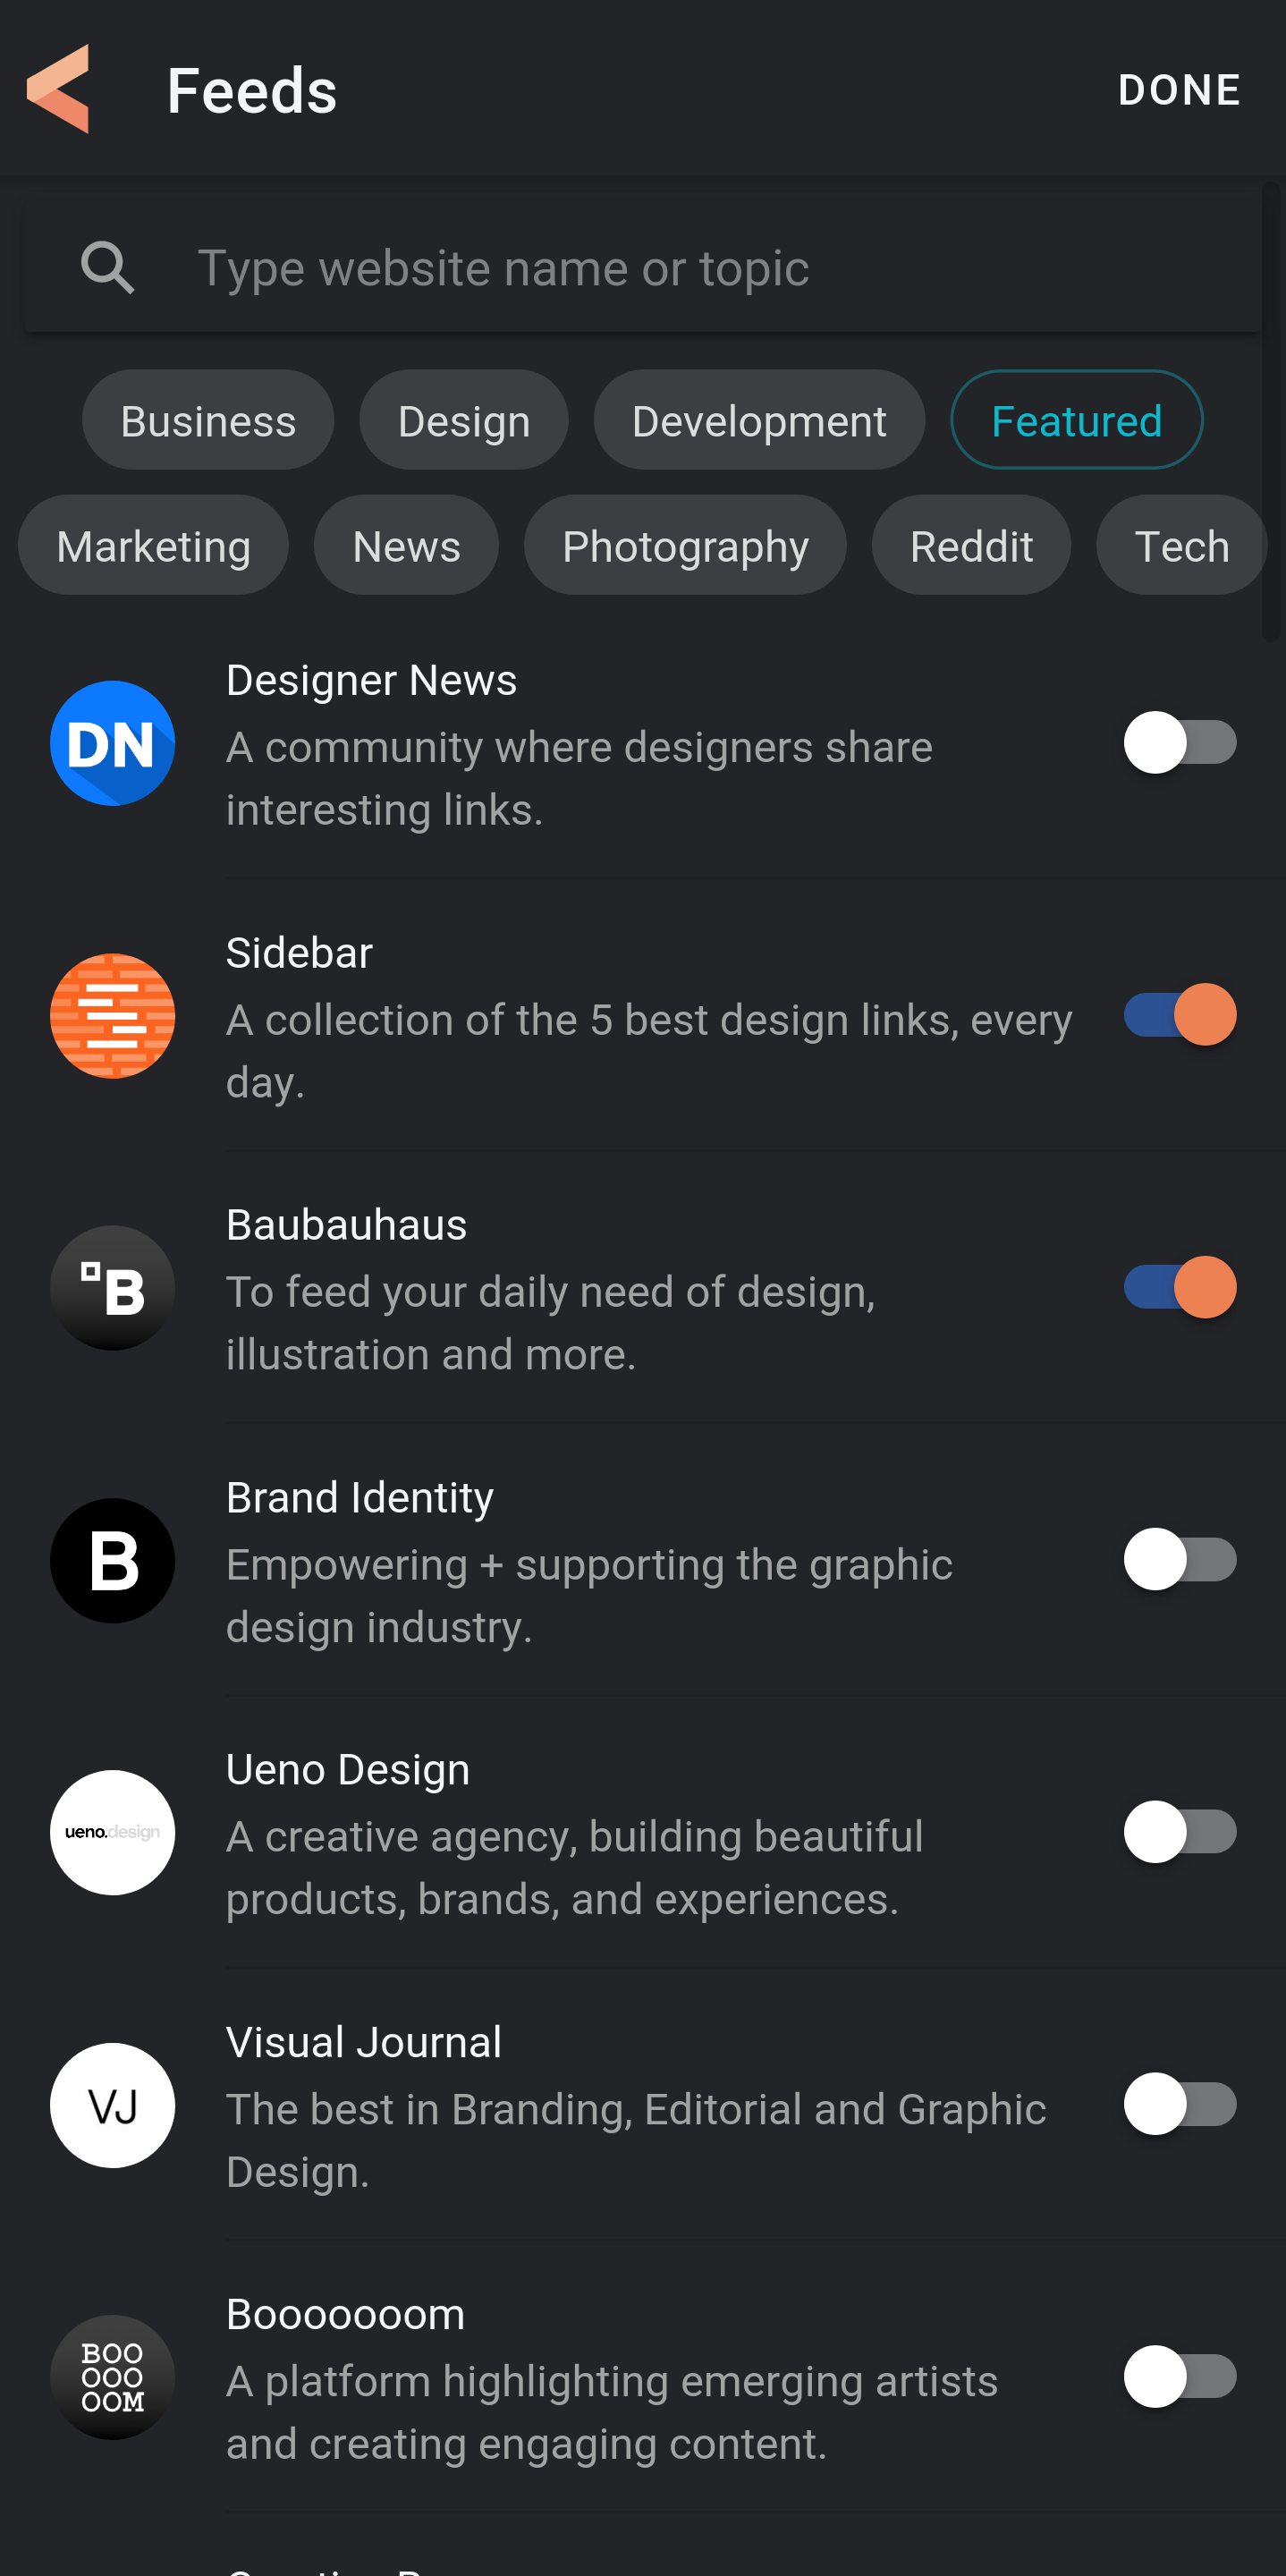 Feeds
DONE
Type website name or topic
Business Design Development Featured
Marketing News Photography Reddit Tech
DN
Designer News
A community where designers share
interesting links.
Sidebar
A collection of the 5 best design links, every
day.
B
Baubauhaus
To feed your daily need of design,
illustration and more.
B
Brand Identity
Empowering + supporting the graphic
design industry.
ueno.design
Ueno Design
A creative agency, building beautiful
products, brands, and experiences.
VJ
Visual Journal
The best in Branding, Editorial and Graphic
Design.
BOO
OOO
OOM
Booooooom
A platform highlighting emerging artists
and creating engaging content.